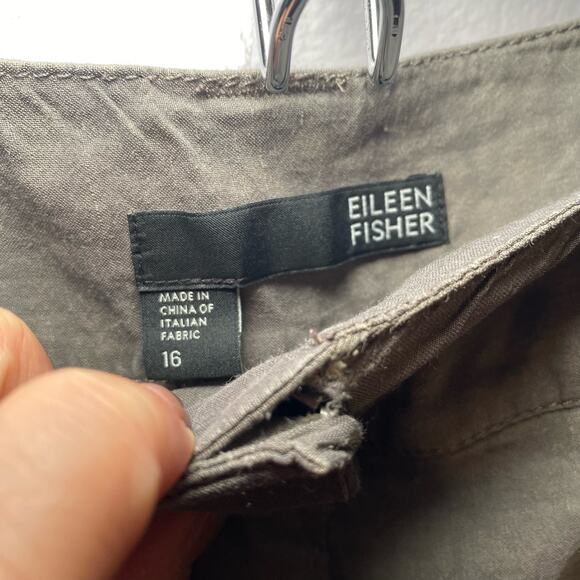 EILEEN
FISHER
MADE IN
CHINA OF
ITALIAN
FABRIC
16